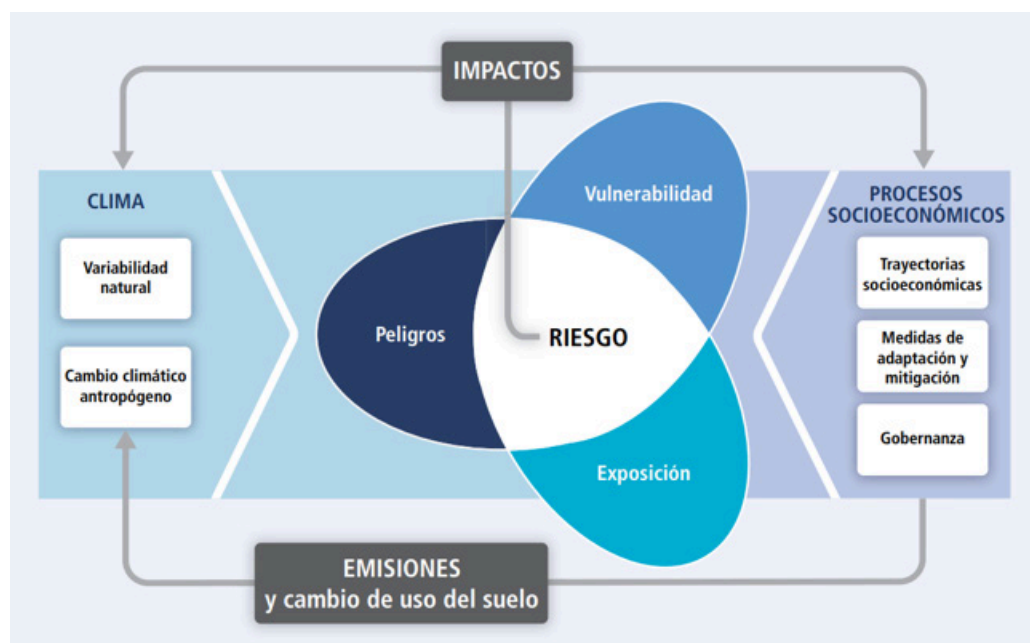 IMPACTOS
CLIMA
Variabilidad
natural
Cambio climático
antropógeno
Vulnerabilidad
Peligros
RIESGO
Exposición
PROCESOS
SOCIOECONÓMICOS
Trayectorias
socioeconómicas
Medidas de
adaptación y
mitigación
Gobernanza
EMISIONES
y cambio de uso del suelo